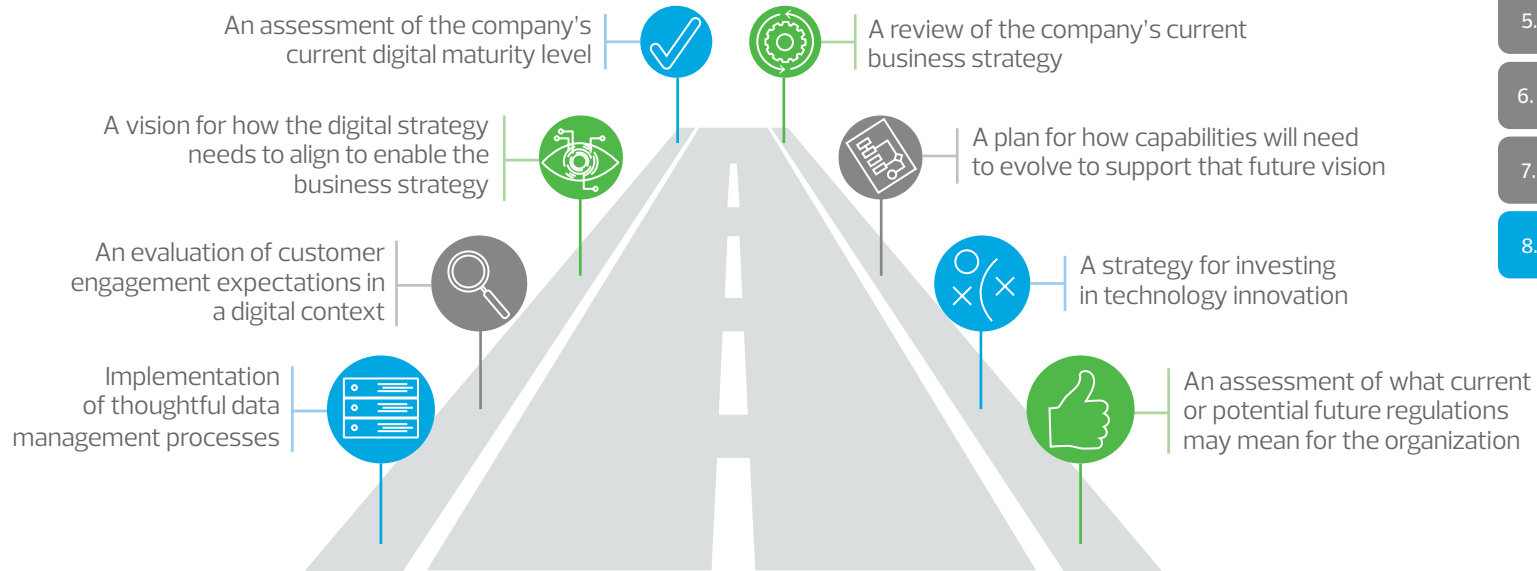 An assessment of the company's
current digital maturity level
A review of the company's current
business strategy
A vision for how the digital strategy
needs to align to enable the
business strategy
A plan for how capabilities will need
to evolve to support that future vision
An evaluation of customer
engagement expectations in
a digital context
A strategy for investing
in technology innovation
Implementation
of thoughtful data
management processes
An assessment of what current
or potential future regulations
may mean for the organization
5.
6.
7.
8.